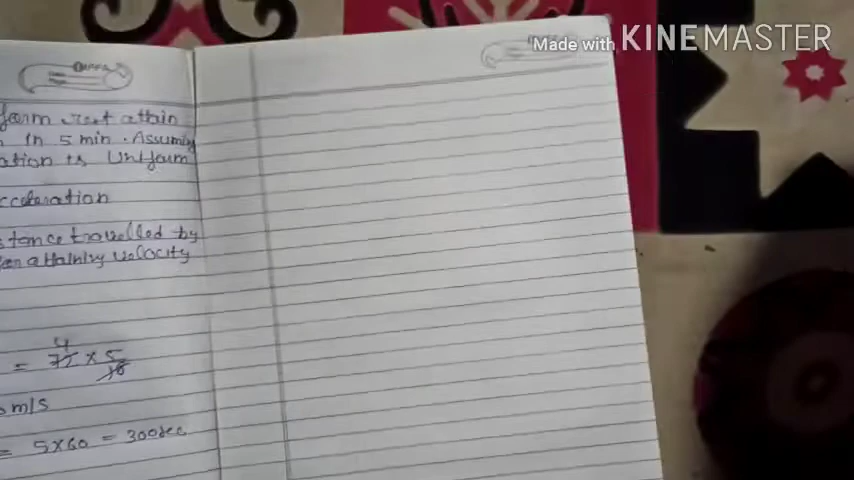 Made with KINEMASTER
form rest attain
in 5 min. Assuming
ation is Uniform
cceleration
stance travelled by
attaining velocity
4
= 72 × 5
18
m/s
= 5×60 = 300sec